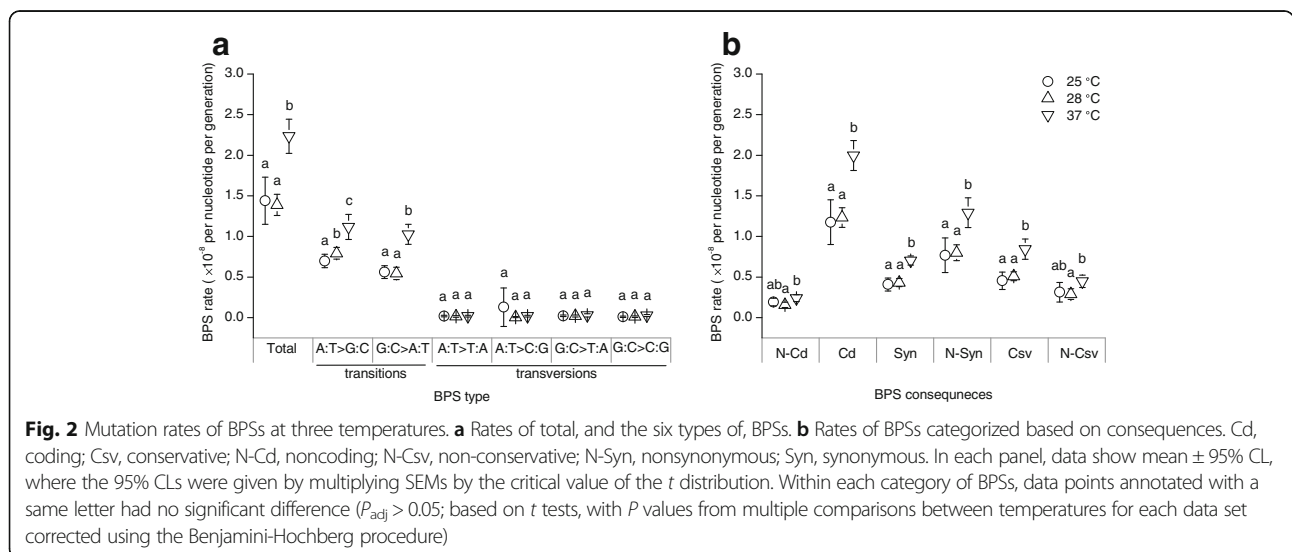 a
b
3.0
2.5
2.0
1.5
1.0
0.5
0.0
BPS rate ( ×10⁻⁸ per nucleotide per generation)
a a b
a b c
a a b
a a a
a a a
a a a
a a a
Total A:T>G:C G:C>A:T A:T>T:A A:T>C:G G:C>T:A G:C>C:G
transitions transversions
BPS type
3.0
2.5
2.0
1.5
1.0
0.5
0.0
BPS rate ( ×10⁻⁸ per nucleotide per generation)
25 °C
28 °C
37 °C
ab a b
a a b
a a b
a a b
a a b
ab a b
N-Cd Cd Syn N-Syn Csv N-Csv
BPS consequneces
Fig. 2 Mutation rates of BPSs at three temperatures. a Rates of total, and the six types of, BPSs. b Rates of BPSs categorized based on consequences. Cd,
coding; Csv, conservative; N-Cd, noncoding; N-Csv, non-conservative; N-Syn, nonsynonymous; Syn, synonymous. In each panel, data show mean ± 95% CL,
where the 95% CLs were given by multiplying SEMs by the critical value of the t distribution. Within each category of BPSs, data points annotated with a
same letter had no significant difference (Padj > 0.05; based on t tests, with P values from multiple comparisons between temperatures for each data set
corrected using the Benjamini-Hochberg procedure)